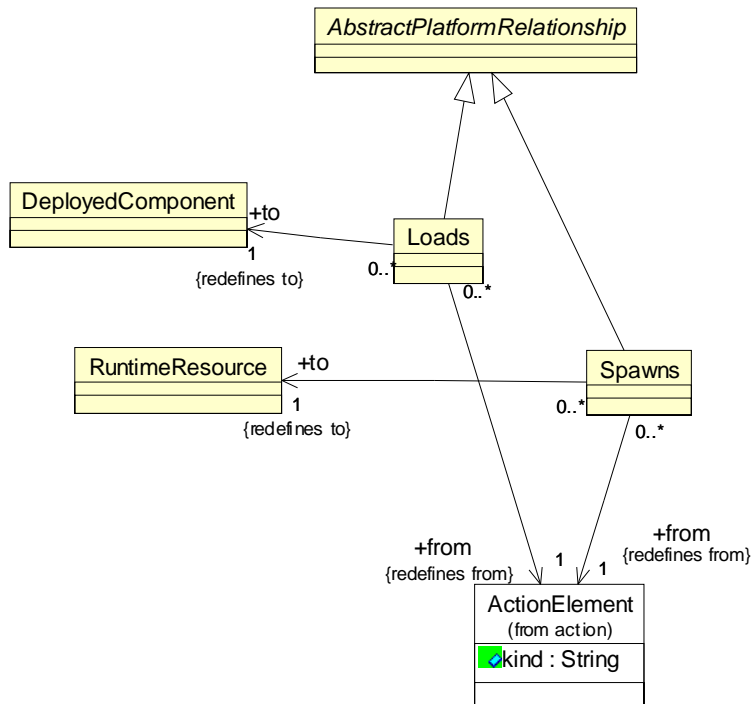 AbstractPlatformRelationship
DeployedComponent
+to
Loads
1
0..*
0..*
{redefines to}
RuntimeResource
+to
Spawns
1
0..*
{redefines to}
0..*
+from
1
{redefines from}
+from
{redefines from}
1
ActionElement
(from action)
kind : String